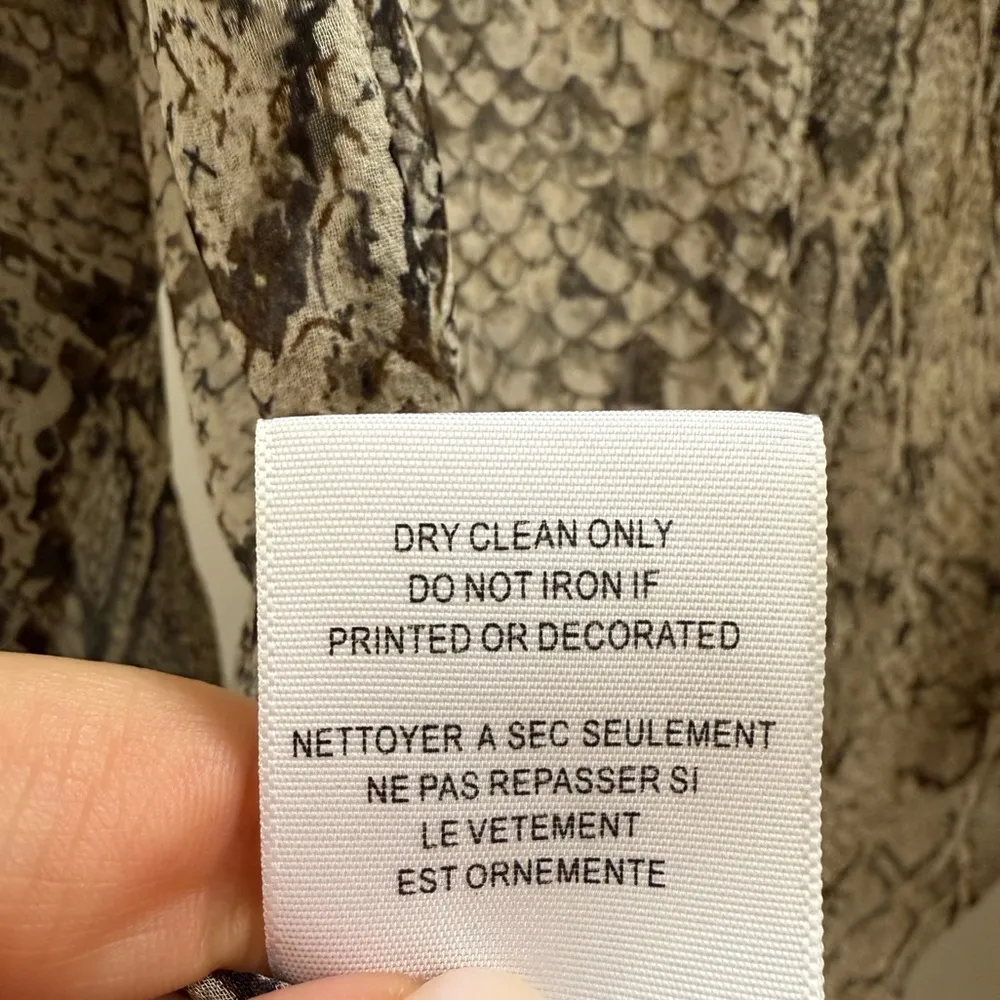 DRY CLEAN ONLY
DO NOT IRON IF
PRINTED OR DECORATED
NETTOYER A SEC SEULEMENT
NE PAS REPASSER SI
LE VETEMENT
EST ORNEMENTE